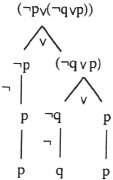 (¬p∨(¬q∨p))
∨
¬p (¬q∨p)
¬ ∨
p ¬q p
¬
p q p